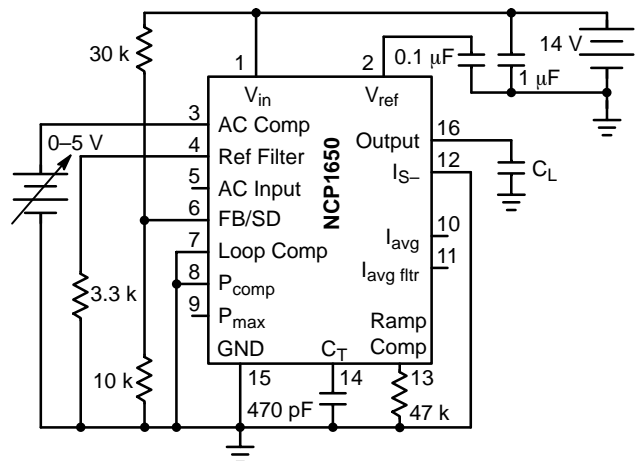 30 k
1
2
0.1 μF
14 V
1 μF
Vin
Vref
3
AC Comp
0–5 V
4
Ref Filter
Output
16
5
AC Input
IS–
12
CL
NCP1650
6
FB/SD
7
Loop Comp
Iavg
10
8
Pcomp
Iavg fltr
11
3.3 k
9
Pmax
Ramp
Comp
GND
CT
10 k
15
14
13
470 pF
47 k